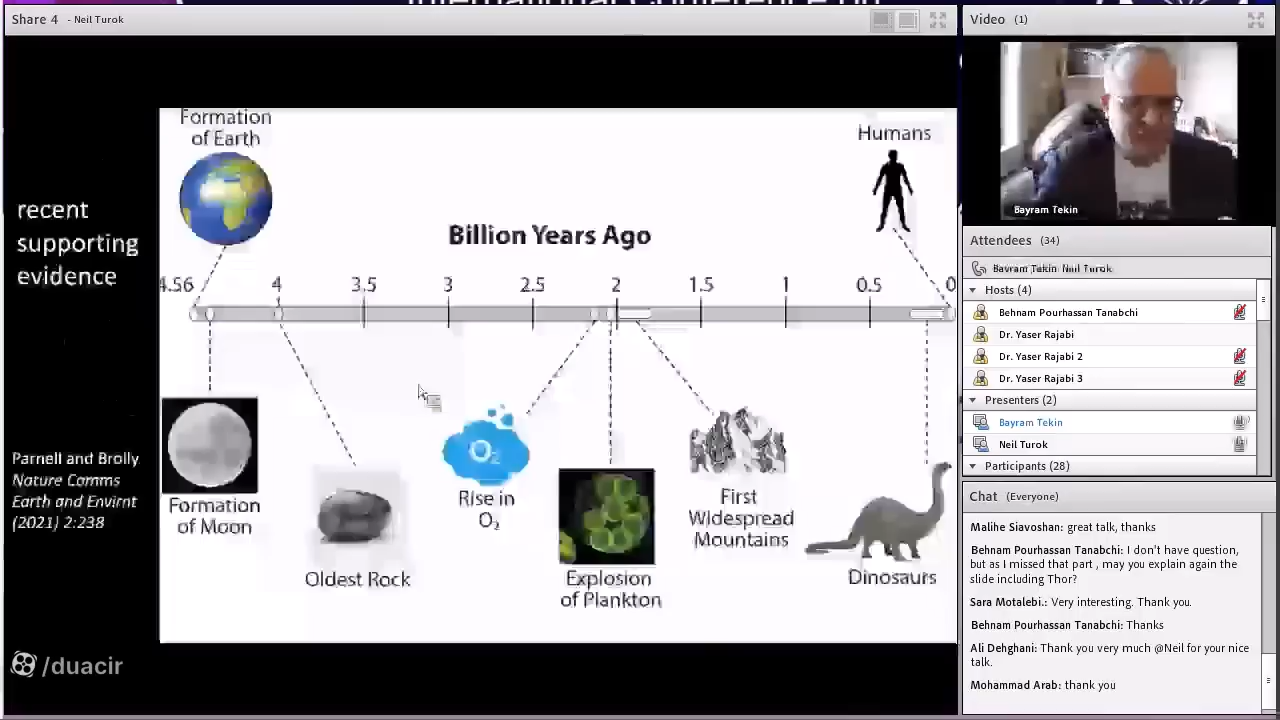 International Conference on
Share 4 - Neil Turok
recent
supporting
evidence
Parnell and Brolly
Nature Comms
Earth and Envirnt
(2021) 2:238
/duacir
Formation
of Earth
Humans
Billion Years Ago
4.56 4 3.5 3 2.5 2 1.5 1 0.5 0
Formation
of Moon
Oldest Rock
O₂
Rise in
O₂
Explosion
of Plankton
First
Widespread
Mountains
Dinosaurs
Video (1)
Bayram Tekin
Attendees (34)
Bayram Tekin Neil Turok
Hosts (4)
Behnam Pourhassan Tanabchi
Dr. Yaser Rajabi
Dr. Yaser Rajabi 2
Dr. Yaser Rajabi 3
Presenters (2)
Bayram Tekin
Neil Turok
Participants (28)
Chat (Everyone)
Malihe Siavoshan: great talk, thanks
Behnam Pourhassan Tanabchi: I don't have question,
but as I missed that part , may you explain again the
slide including Thor?
Sara Motalebi.: Very interesting. Thank you.
Behnam Pourhassan Tanabchi: Thanks
Ali Dehghani: Thank you very much @Neil for your nice
talk.
Mohammad Arab: thank you